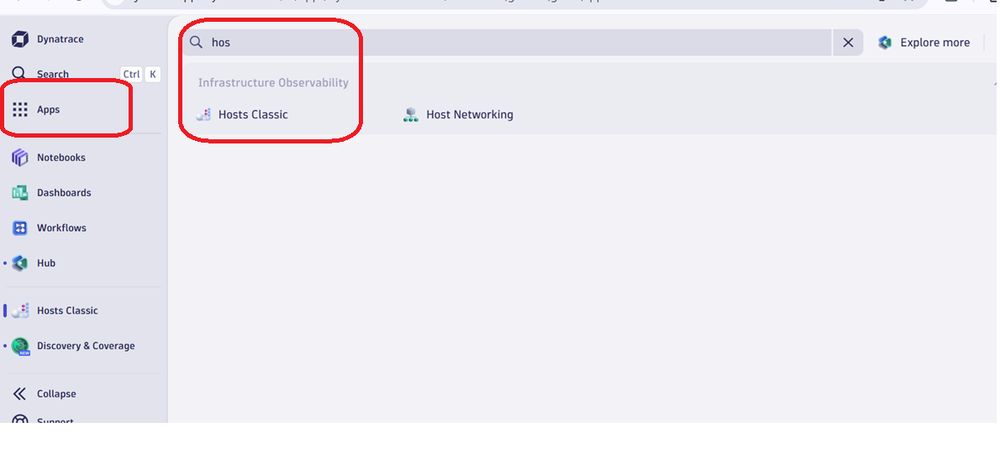 Dynatrace
Search Ctrl K
Apps
Notebooks
Dashboards
Workflows
Hub
Hosts Classic
Discovery & Coverage
NEW
Collapse
Support
hos
Explore more
Infrastructure Observability
Hosts Classic
Host Networking